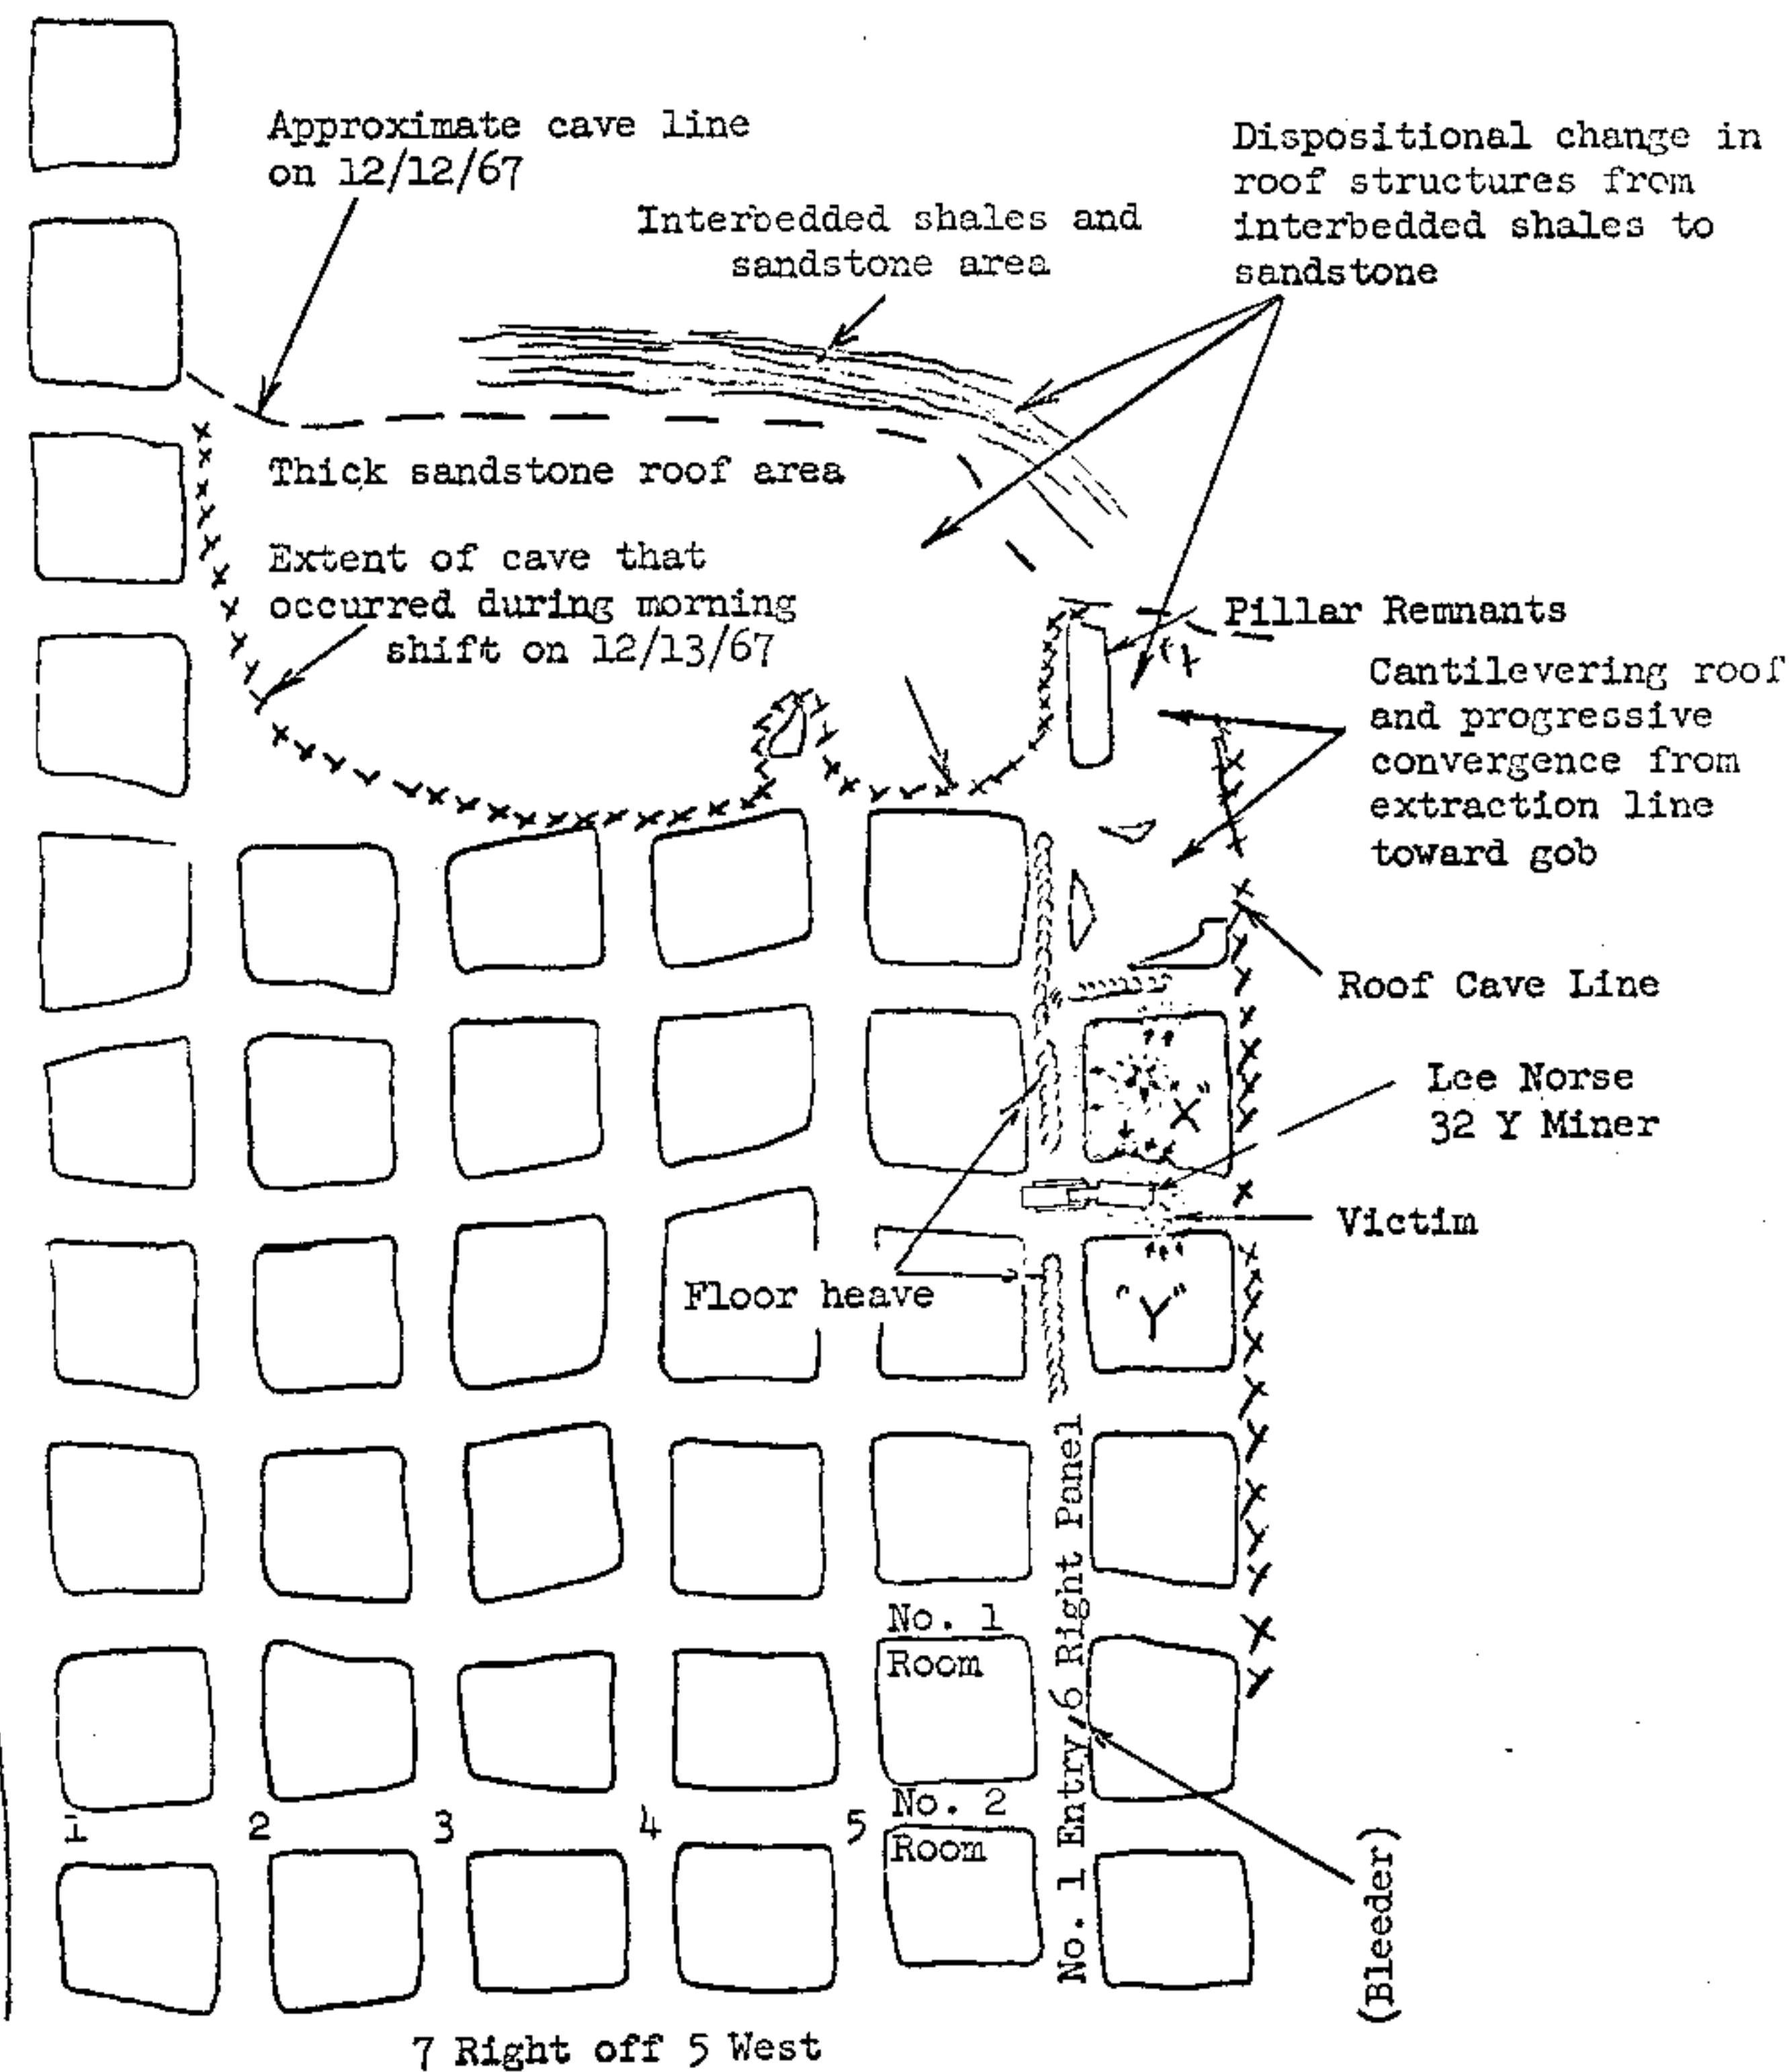 Approximate cave line
on 12/12/67
Interbedded shales and
sandstone area
Dispositional change in
roof structures from
interbedded shales to
sandstone
Thick sandstone roof area
Extent of cave that
occurred during morning
shift on 12/13/67
Pillar Remnants
Cantilevering roof
and progressive
convergence from
extraction line
toward gob
Roof Cave Line
Lee Norse
32 Y Miner
"X"
Victim
Floor heave
"Y"
No. 1
Room
No. 2
Room
No. 1 Entry 6 Right Panel
(Bleeder)
1 2 3 4 5
7 Right off 5 West